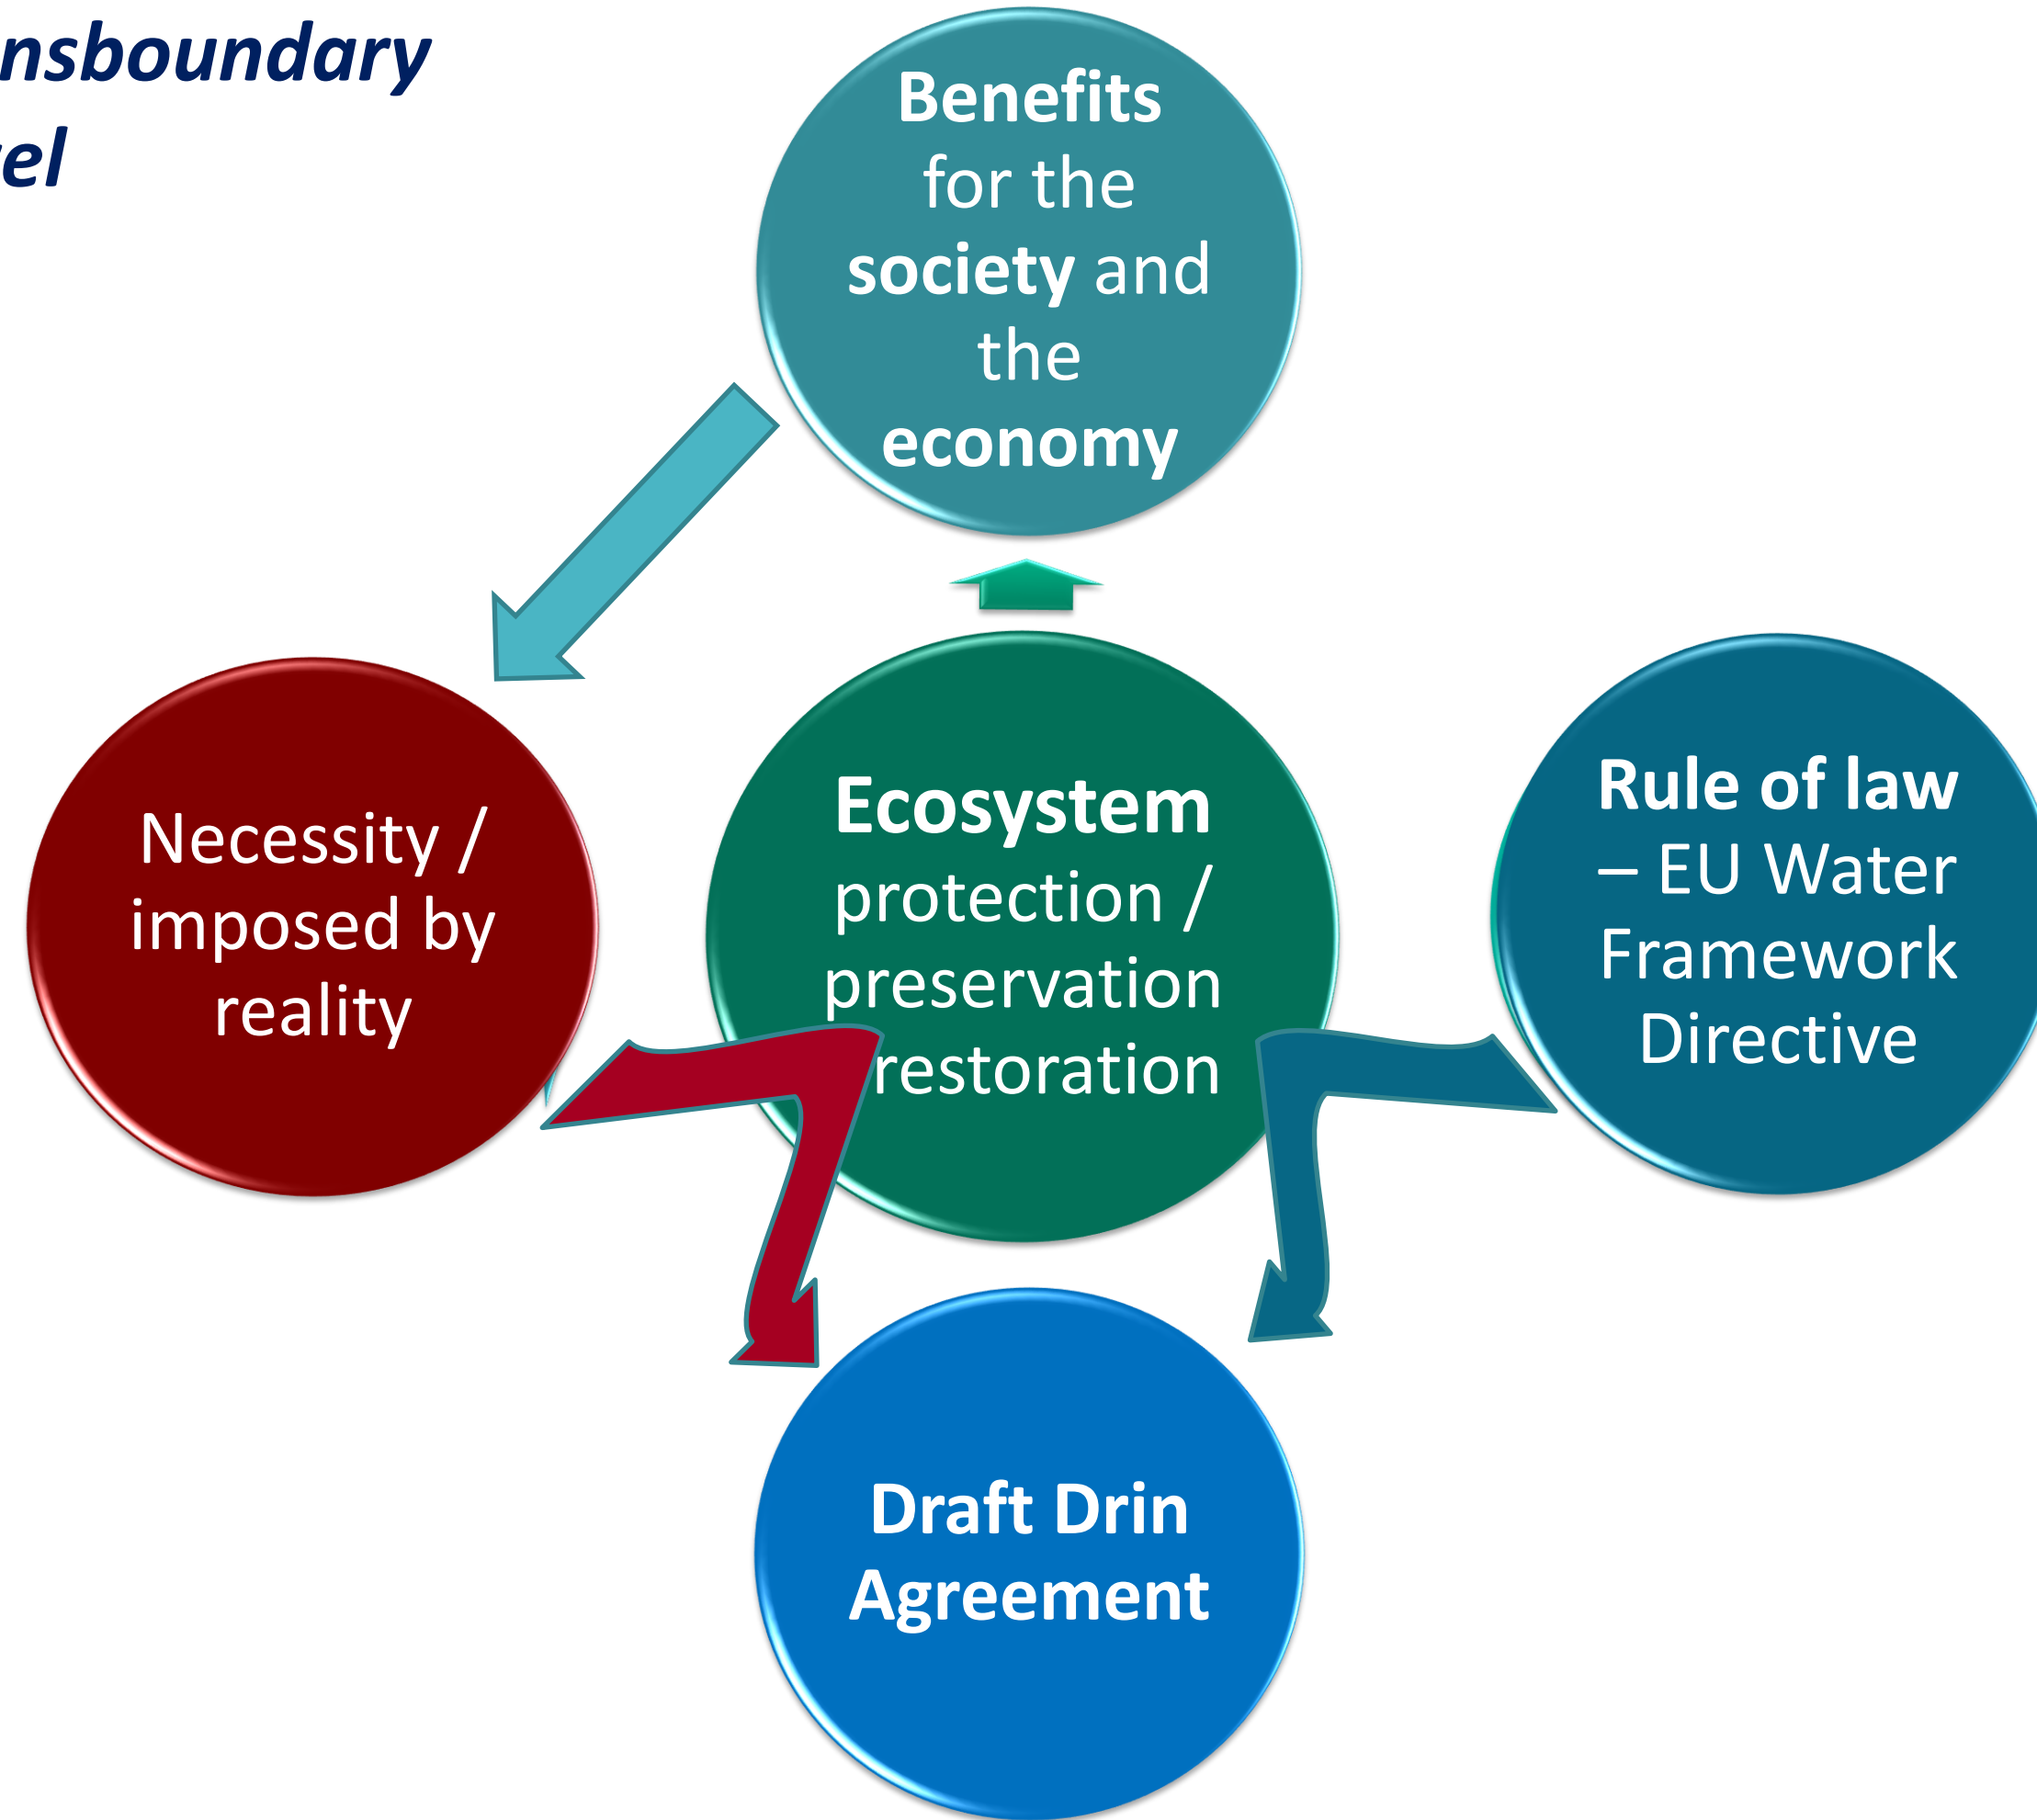 nsboundary
el
Benefits
for the
society and
the
economy
Necessity /
imposed by
reality
Ecosystem
protection /
preservation
restoration
Rule of law
– EU Water
Framework
Directive
Draft Drin
Agreement